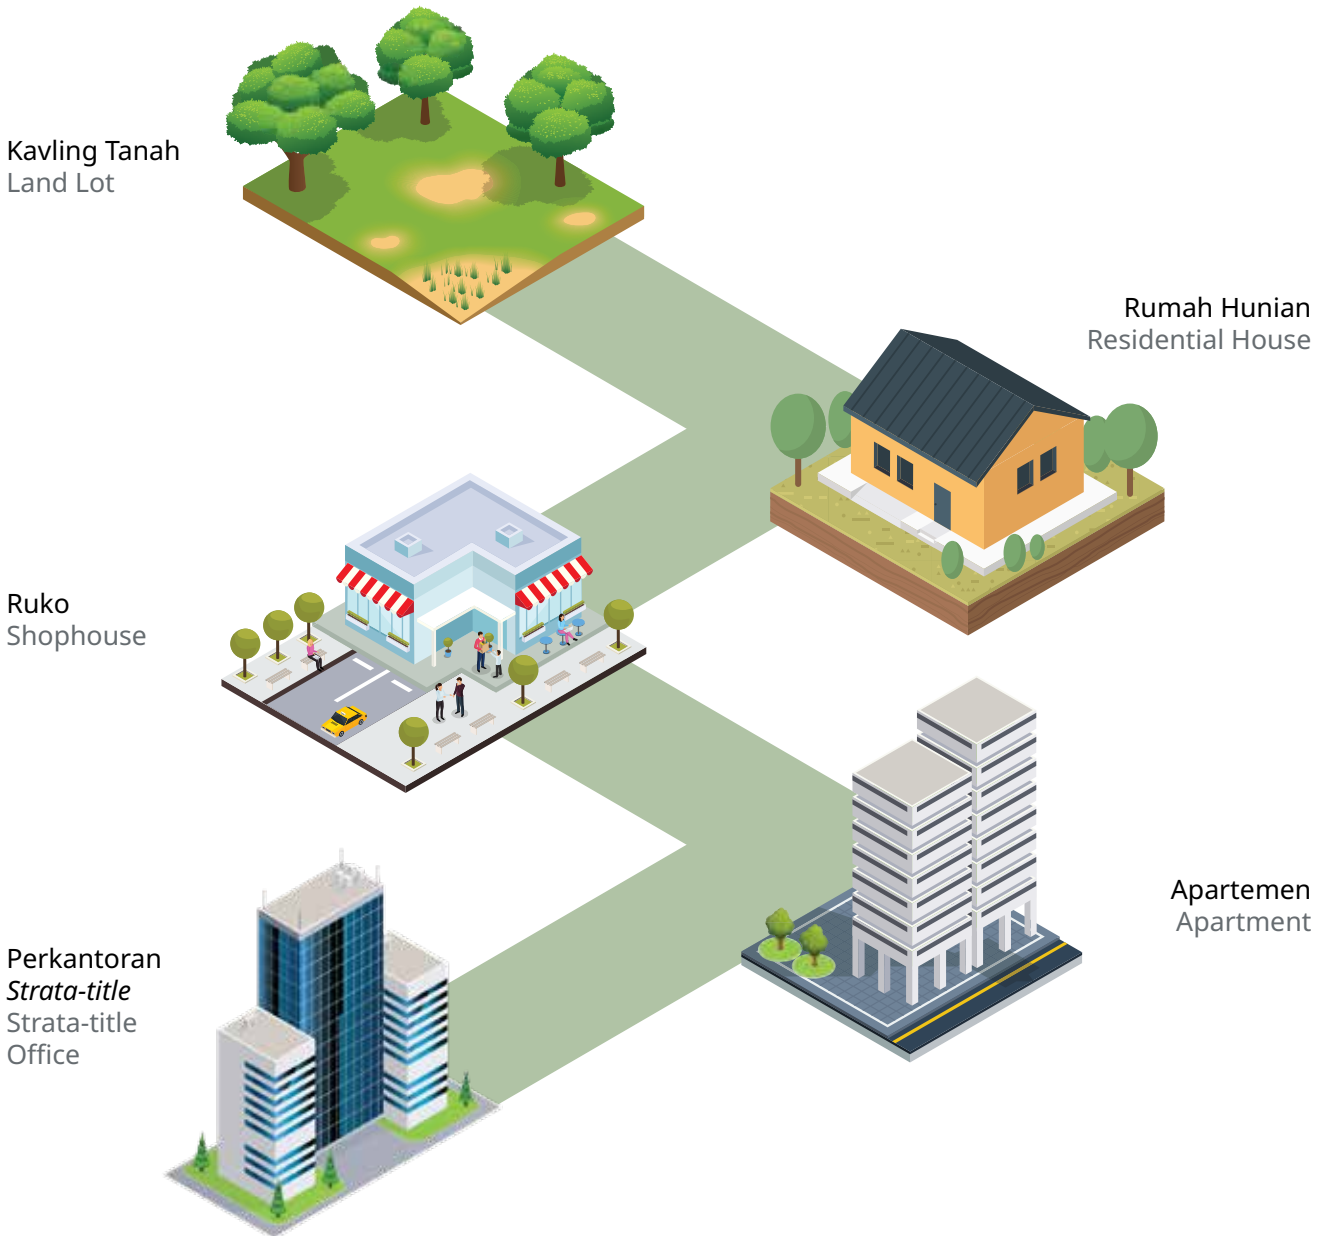 Kavling Tanah
Land Lot
Rumah Hunian
Residential House
Ruko
Shophouse
Apartemen
Apartment
Perkantoran
Strata-title
Strata-title
Office